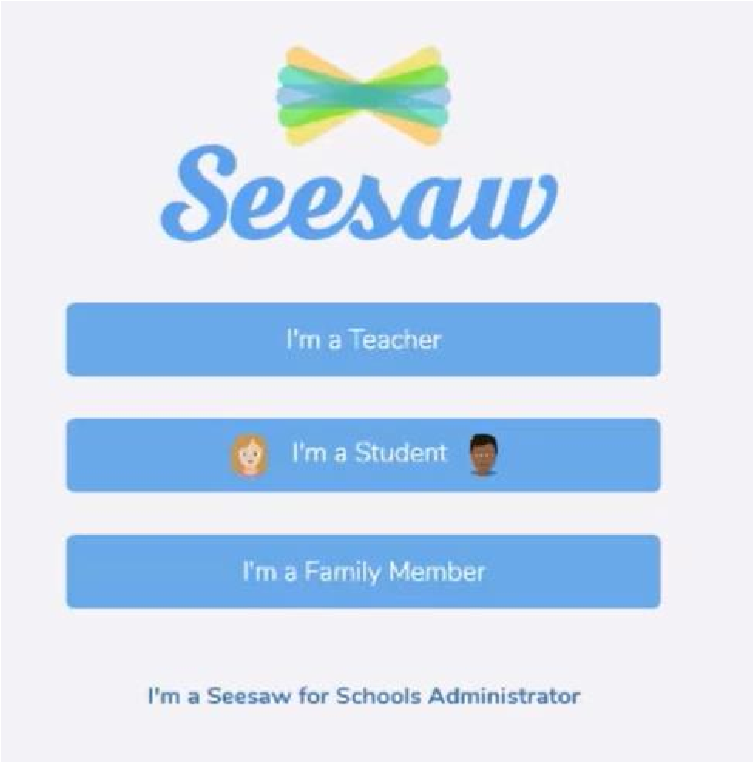 Seesaw
I'm a Teacher
I'm a Student
I'm a Family Member
I'm a Seesaw for Schools Administrator